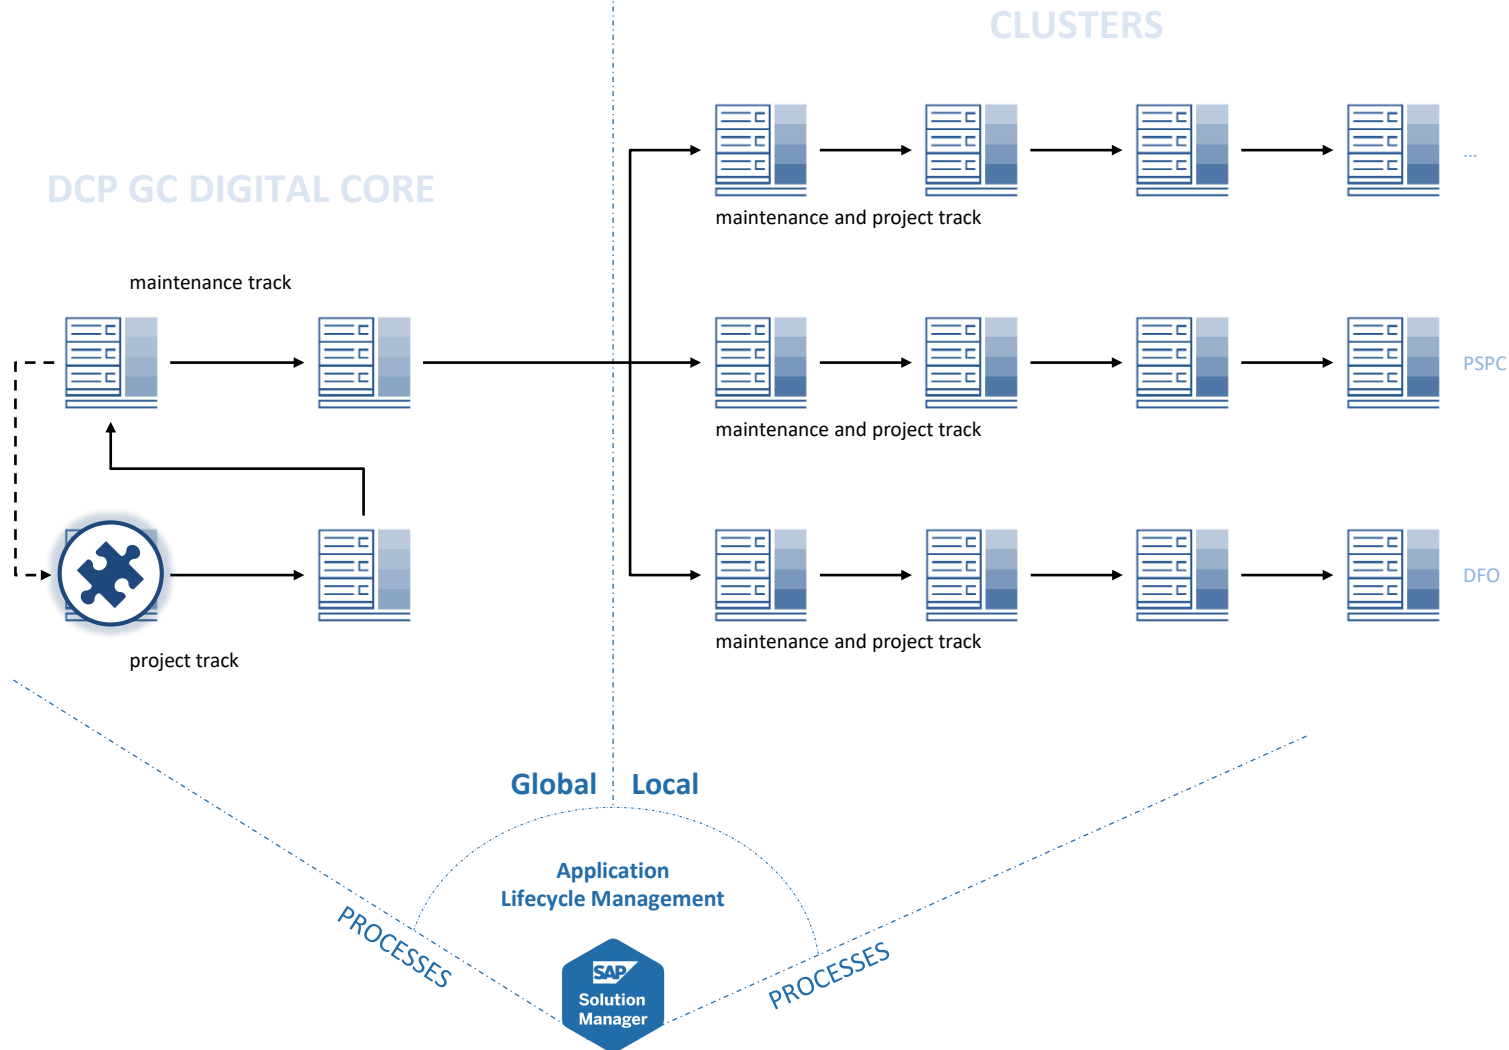 CLUSTERS
DCP GC DIGITAL CORE
...
maintenance and project track
maintenance track
PSPC
maintenance and project track
DFO
maintenance and project track
project track
Global
Local
Application
Lifecycle Management
PROCESSES
PROCESSES
SAP
Solution
Manager